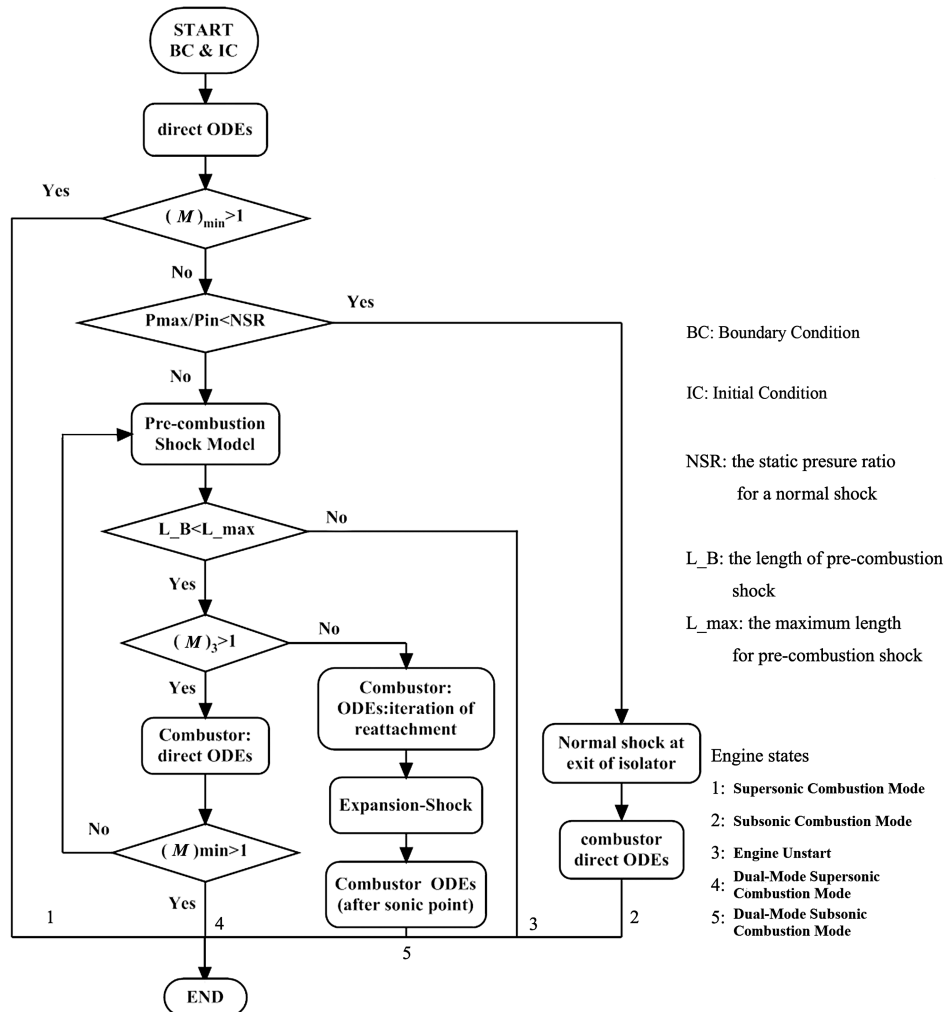 START
BC & IC
direct ODEs
Yes
( M )min>1
No
Pmax/Pin<NSR
Yes
No
Pre-combustion
Shock Model
L_B<L_max
No
Yes
( M )3>1
No
Yes
Combustor:
direct ODEs
Combustor:
ODEs:iteration of
reattachment
Expansion-Shock
Combustor ODEs
(after sonic point)
No
( M )min>1
Yes
Normal shock at
exit of isolator
combustor
direct ODEs
1
4
5
3
2
END
BC: Boundary Condition
IC: Initial Condition
NSR: the static presure ratio
for a normal shock
L_B: the length of pre-combustion
shock
L_max: the maximum length
for pre-combustion shock
Engine states
1: Supersonic Combustion Mode
2: Subsonic Combustion Mode
3: Engine Unstart
4: Dual-Mode Supersonic
Combustion Mode
5: Dual-Mode Subsonic
Combustion Mode